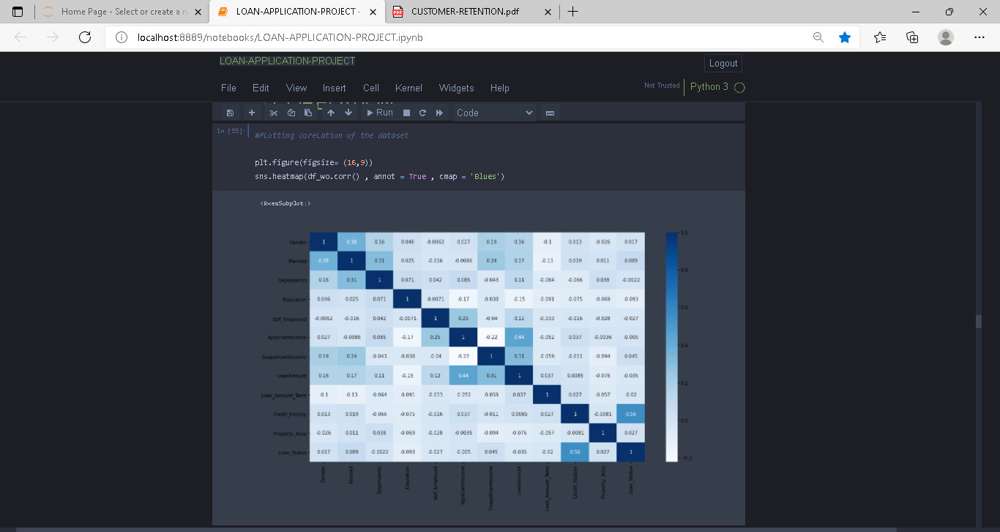 Home Page - Select or create a n
LOAN-APPLICATION-PROJECT -
CUSTOMER-RETENTION.pdf
localhost:8889/notebooks/LOAN-APPLICATION-PROJECT.ipynb
LOAN-APPLICATION-PROJECT
Logout
File Edit View Insert Cell Kernel Widgets Help
Not Trusted
Python 3
Run
Code
In [55]:
#Plotting corelation of the dataset
plt.figure(figsize= (16,9))
sns.heatmap(df_wo.corr() , annot = True , cmap = 'Blues')
<AxesSubplot:>
Gender 1 0.38 0.16 0.046 -0.0062 0.027 0.19 0.16 -0.1 0.013 -0.026 0.017
Married 0.38 1 0.31 0.025 -0.016 -0.0086 0.24 0.17 -0.13 0.019 0.011 0.089
Dependents 0.16 0.31 1 0.071 0.042 0.085 -0.043 0.11 -0.064 -0.066 0.038 -0.0022
Education 0.046 0.025 0.071 1 -0.0071 -0.17 -0.038 -0.15 -0.091 -0.075 -0.069 -0.093
Self_Employed -0.0062 -0.016 0.042 -0.0071 1 0.25 -0.04 0.12 -0.033 -0.016 -0.028 -0.027
ApplicantIncome 0.027 -0.0086 0.085 -0.17 0.25 1 -0.22 0.44 -0.052 0.037 -0.0036 -0.005
CoapplicantIncome 0.19 0.24 -0.043 -0.038 -0.04 -0.22 1 0.31 -0.059 -0.011 -0.094 0.045
LoanAmount 0.16 0.17 0.11 -0.15 0.12 0.44 0.31 1 0.037 0.0085 -0.076 -0.035
Loan_Amount_Term -0.1 -0.13 -0.064 -0.091 -0.033 -0.052 -0.059 0.037 1 0.027 -0.057 -0.02
Credit_History 0.013 0.019 -0.066 -0.075 -0.016 0.037 -0.011 0.0085 0.027 1 -0.0081 0.56
Property_Area -0.026 0.011 0.038 -0.069 -0.028 -0.0036 -0.094 -0.076 -0.057 -0.0081 1 0.027
Loan_Status 0.017 0.089 -0.0022 -0.093 -0.027 -0.005 0.045 -0.035 -0.02 0.56 0.027 1
Gender Married Dependents Education Self_Employed ApplicantIncome CoapplicantIncome LoanAmount Loan_Amount_Term Credit_History Property_Area Loan_Status
1.0
0.8
0.6
0.4
0.2
0.0
-0.2